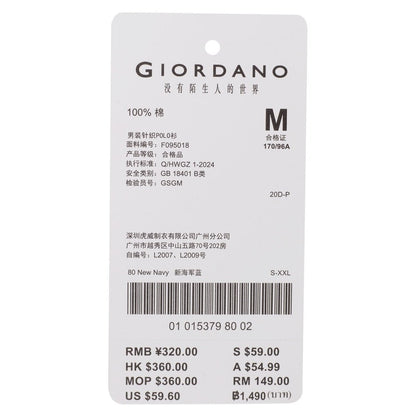 GIORDANO
没有陌生人的世界
100% 棉
M
合格证
170/96A
男装针织POLO衫
面料编号: F095018
产品等级: 合格品
执行标准: Q/HWGZ 1-2024
安全类别: GB 18401 B类
检验员号: GSGM
20D-P
深圳虎威制衣有限公司广州分公司
广州市越秀区中山五路70号202房
自编号: L2007、L2009号
80 New Navy 新海军蓝 S-XXL
01 015379 80 02
RMB ¥320.00 S $59.00
HK $360.00 A $54.99
MOP $360.00 RM 149.00
US $59.60 ฿1,490 (บาท)